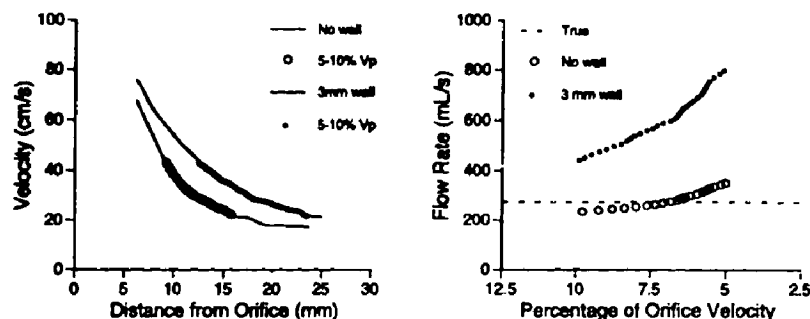 No wall
5-10% Vp
3mm wall
5-10% Vp
Velocity (cm/s)
100
80
60
40
20
0
0
5
10
15
20
25
30
Distance from Orifice (mm)
True
No wall
3 mm wall
Flow Rate (mL/s)
1000
800
600
400
200
0
12.5
10
7.5
5
2.5
Percentage of Orifice Velocity